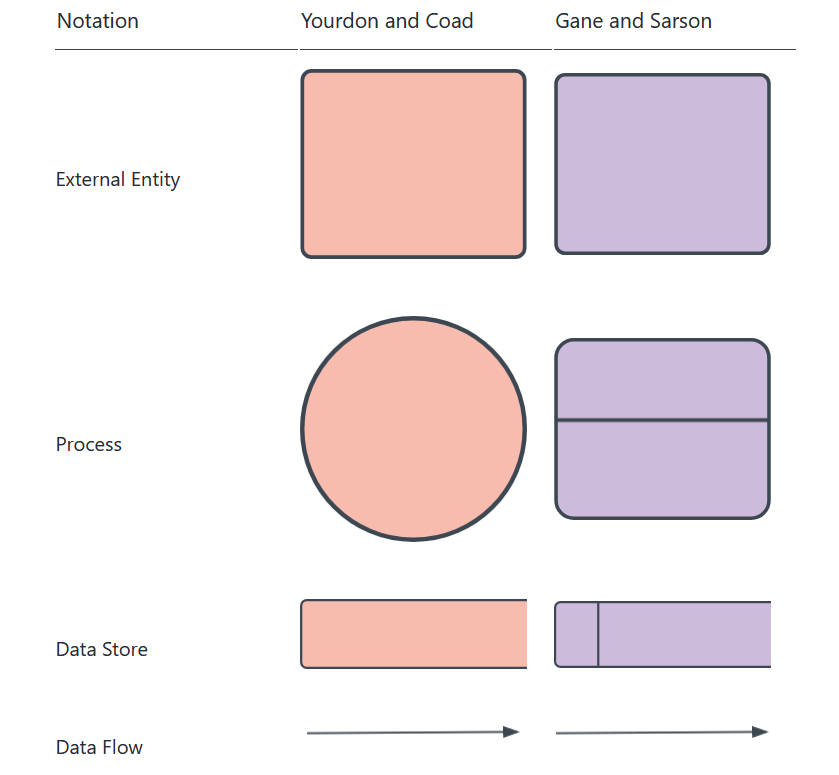 Notation Yourdon and Coad Gane and Sarson
External Entity
Process
Data Store
Data Flow